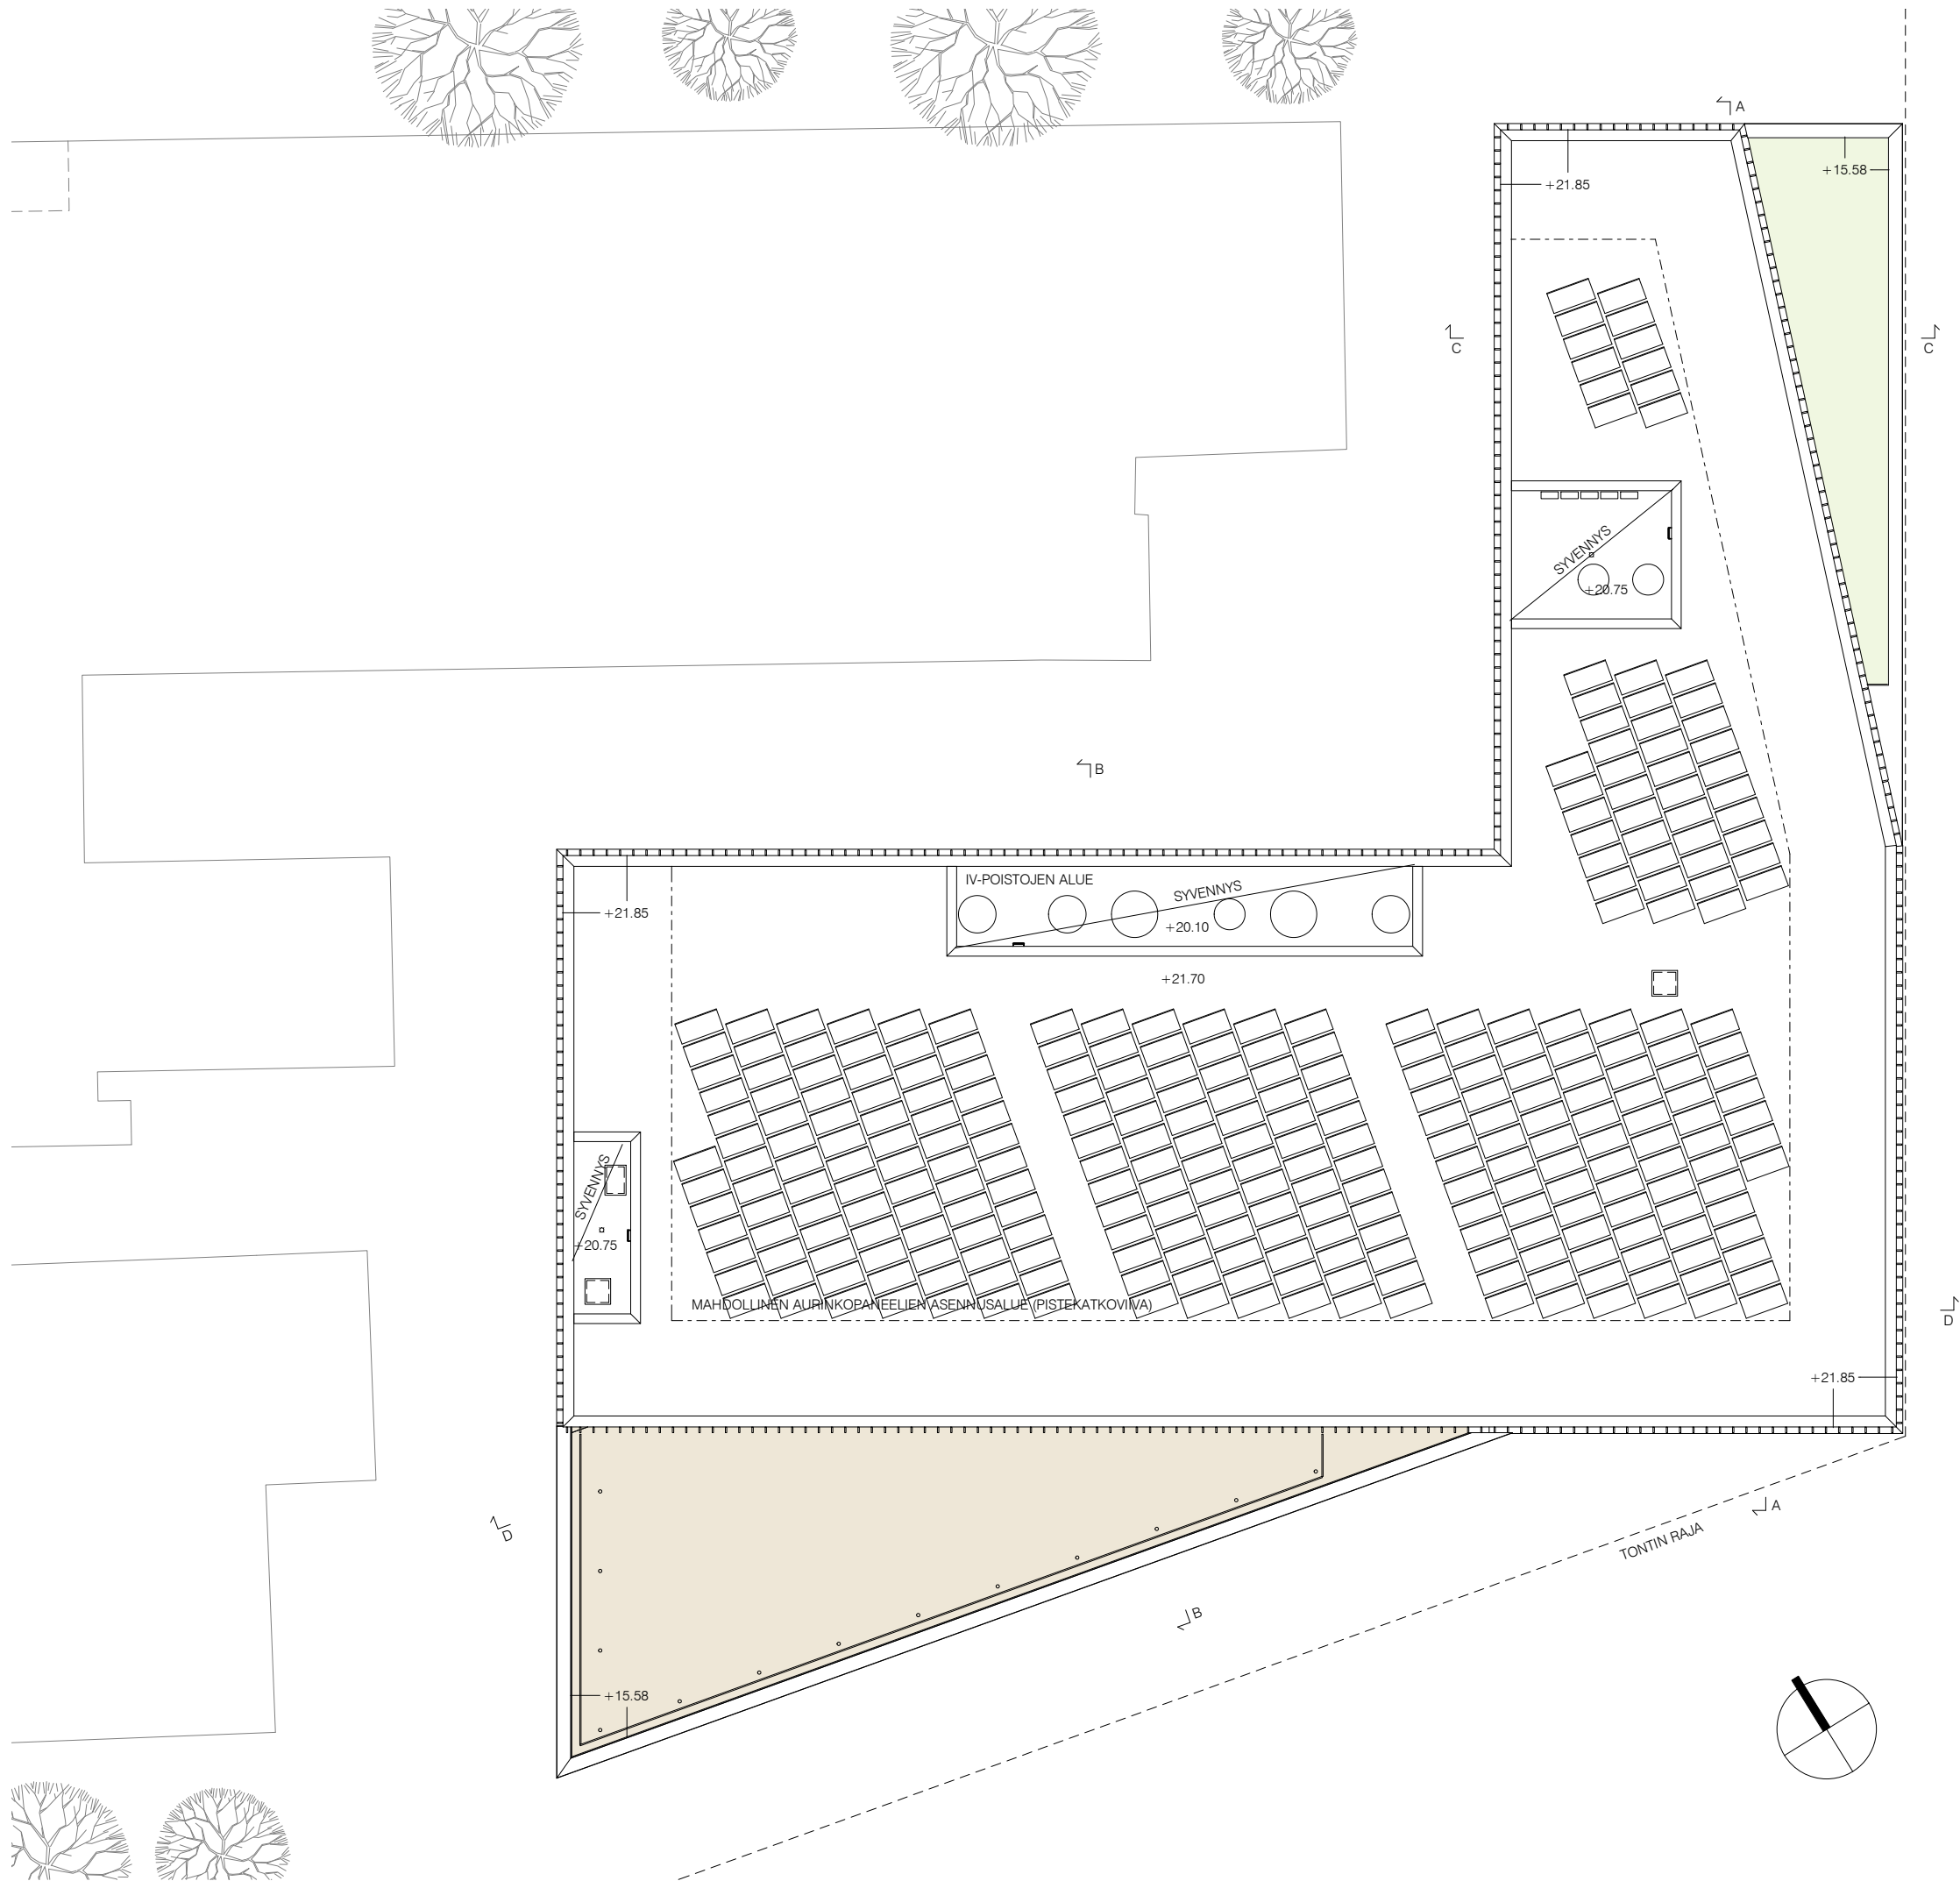 A
+21.85
+15.58
C
C
SYVENNYS
+20.75
B
IV-POISTOJEN ALUE
SYVENNYS
+21.85
+20.10
+21.70
SYVENNYS
+20.75
MAHDOLLINEN AURINKOPANEELIEN ASENNUSALUE (PISTEKATKOVIIVA)
D
+21.85
A
D
TONTIN RAJA
B
+15.58